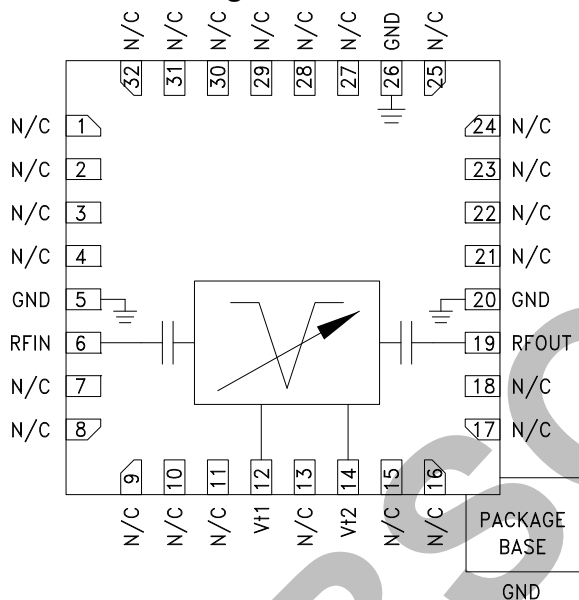 N/C N/C N/C N/C N/C N/C GND N/C
32 31 30 29 28 27 26 25
N/C 1 24 N/C
N/C 2 23 N/C
N/C 3 22 N/C
N/C 4 21 N/C
GND 5 20 GND
RFIN 6 19 RFOUT
N/C 7 18 N/C
N/C 8 17 N/C
9 10 11 12 13 14 15 16
N/C N/C N/C Vt1 N/C Vt2 N/C N/C
PACKAGE
BASE
GND